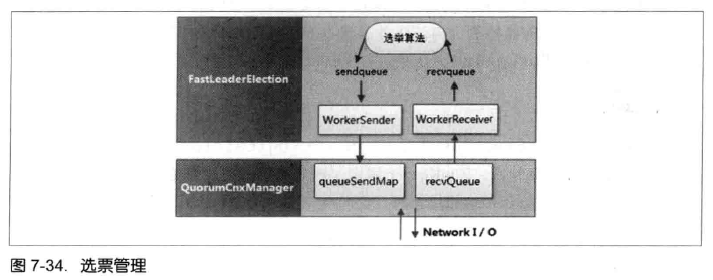 选举算法
sendqueue
recvqueue
FastLeaderElection
WorkerSender
WorkerReceiver
QuorumCnxManager
queueSendMap
recvQueue
Network I / O
图 7-34. 选票管理